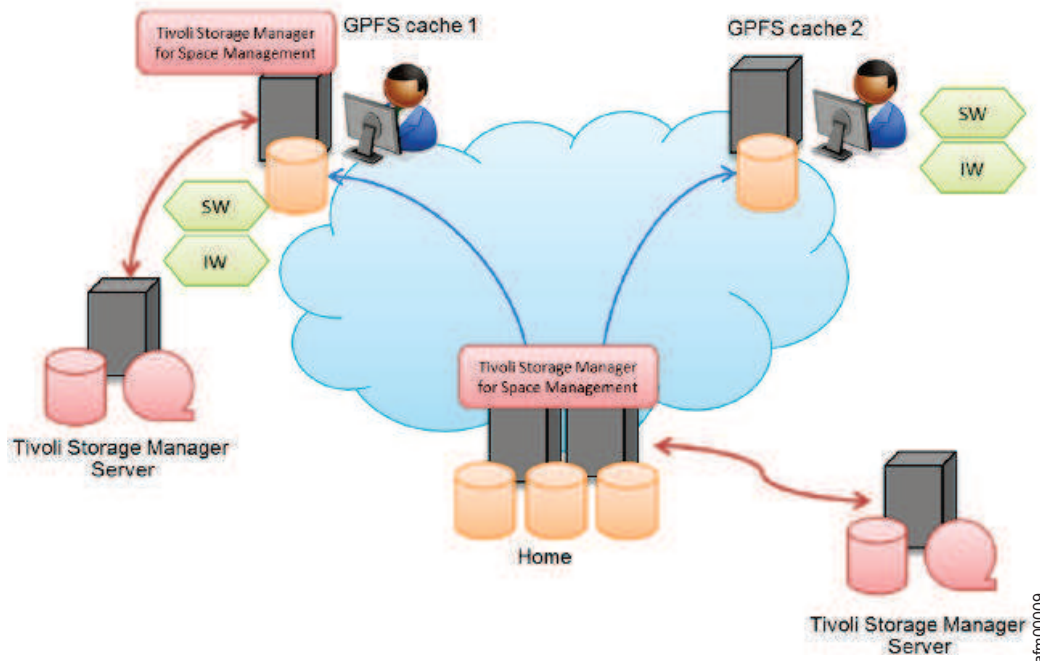 Tivoli Storage Manager
for Space Management
GPFS cache 1
GPFS cache 2
SW
IW
SW
IW
Tivoli Storage Manager
for Space Management
Tivoli Storage Manager
Server
Home
Tivoli Storage Manager
Server
afm00009